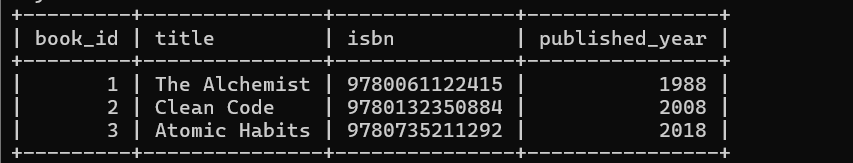 +---------+----------------+---------------+----------------+
| book_id | title          | isbn          | published_year |
+---------+----------------+---------------+----------------+
|       1 | The Alchemist | 9780061122415 |           1988 |
|       2 | Clean Code    | 9780132350884 |           2008 |
|       3 | Atomic Habits | 9780735211292 |           2018 |
+---------+----------------+---------------+----------------+